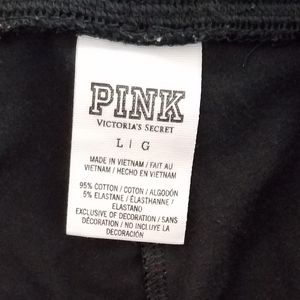 PINK
VICTORIA'S SECRET
L | G
MADE IN VIETNAM / FAIT AU
VIETNAM / HECHO EN VIETNAM
95% COTTON / COTON / ALGODÓN
5% ELASTANE / ÉLASTHANNE /
ELASTANO
EXCLUSIVE OF DECORATION / SANS
DÉCORATION / NO INCLUYE LA
DECORACIÓN